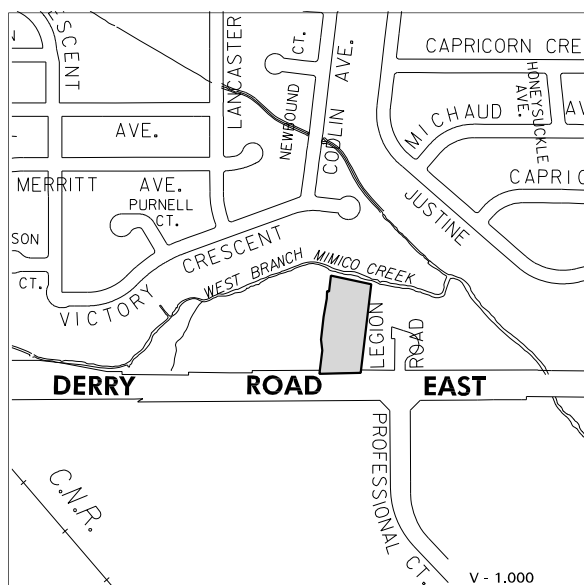 ESCENT
LANCASTER
CT.
NEWBOUND
CODLIN AVE.
CAPRICORN CRE
HONEYSUCKLE
AVE.
MICHAUD
AV
AVE.
MERRITT AVE.
PURNELL
CT.
CAPRIC
JUSTINE
SON
CT.
VICTORY CRESCENT
WEST BRANCH MIMICO CREEK
LEGION
ROAD
DERRY ROAD EAST
PROFESSIONAL CT.
C.N.R.
V - 1.000